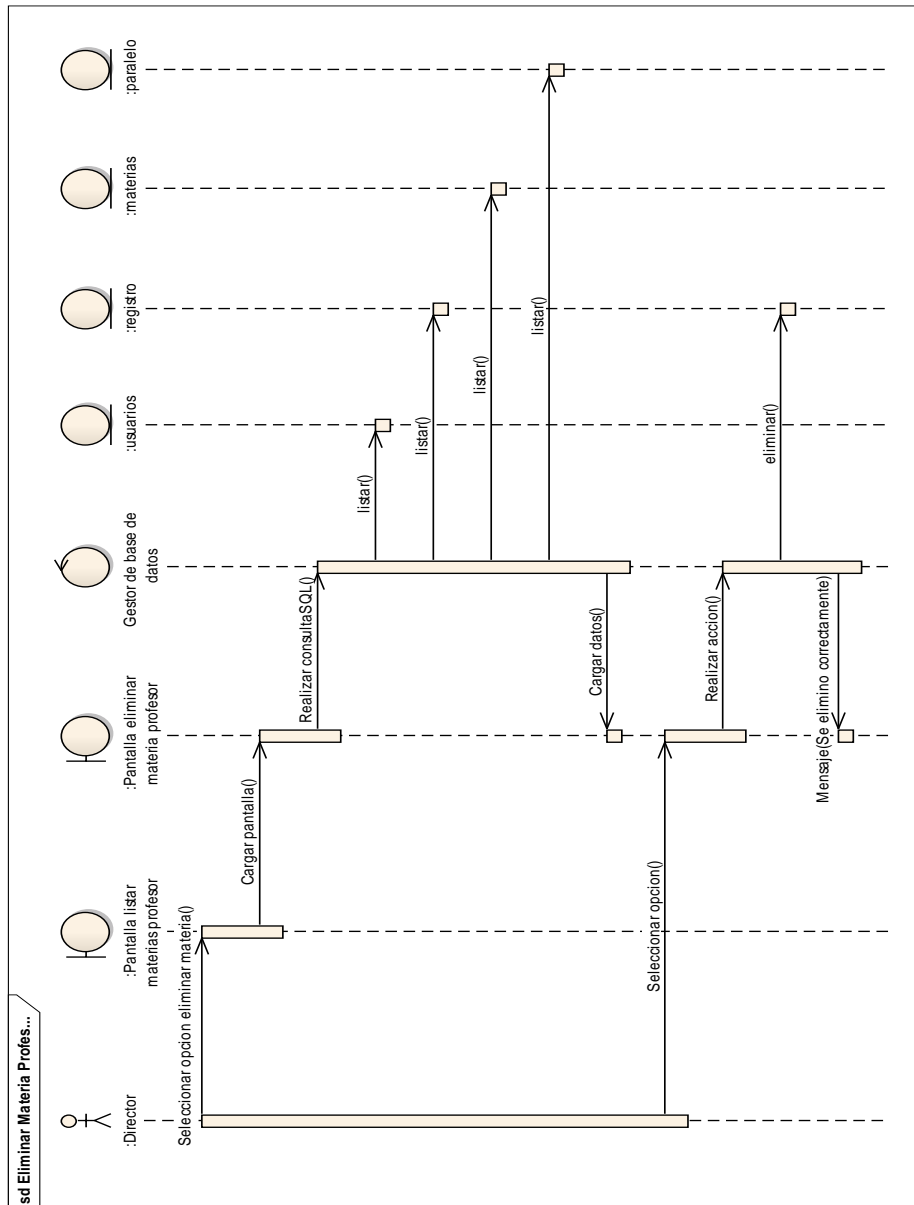 sd Eliminar Materia Profes...
:Director
:Pantalla listar
materias profesor
:Pantalla eliminar
materia profesor
Gestor de base de
datos
:usuarios
:registro
:materias
:paralelo
Seleccionar opcion eliminar materia()
Cargar pantalla()
Realizar consultaSQL()
listar()
listar()
listar()
listar()
Cargar datos()
Seleccionar opcion()
Realizar accion()
eliminar()
Mensaje(Se elimino correctamente)